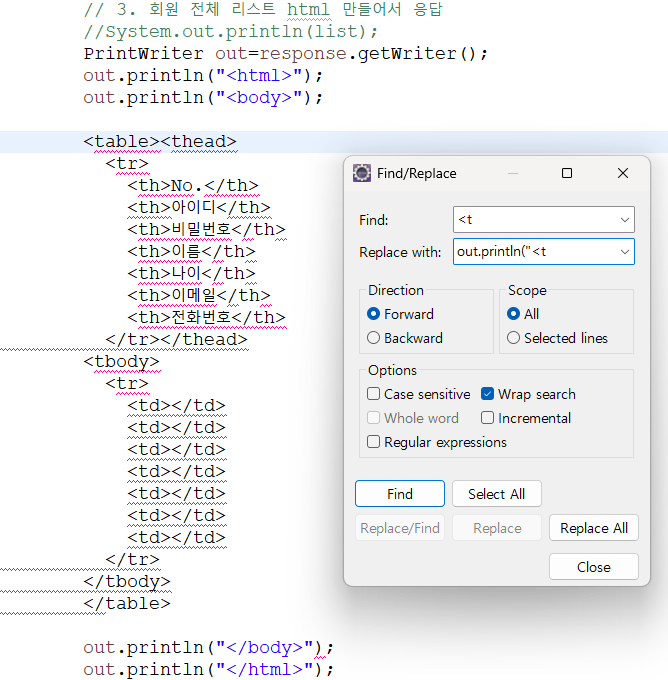 // 3. 회원 전체 리스트 html 만들어서 응답
//System.out.println(list);
PrintWriter out=response.getWriter();
out.println("<html>");
out.println("<body>");
<table><thead>
<tr>
<th>No.</th>
<th>아이디</th>
<th>비밀번호</th>
<th>이름</th>
<th>나이</th>
<th>이메일</th>
<th>전화번호</th>
</tr></thead>
<tbody>
<tr>
<td></td>
<td></td>
<td></td>
<td></td>
<td></td>
<td></td>
<td></td>
</tr>
</tbody>
</table>
out.println("</body>");
out.println("</html>");
Find/Replace
Find: <t
Replace with: out.println("<t
Direction
Forward
Backward
Scope
All
Selected lines
Options
Case sensitive
Wrap search
Whole word
Incremental
Regular expressions
Find
Select All
Replace/Find
Replace
Replace All
Close